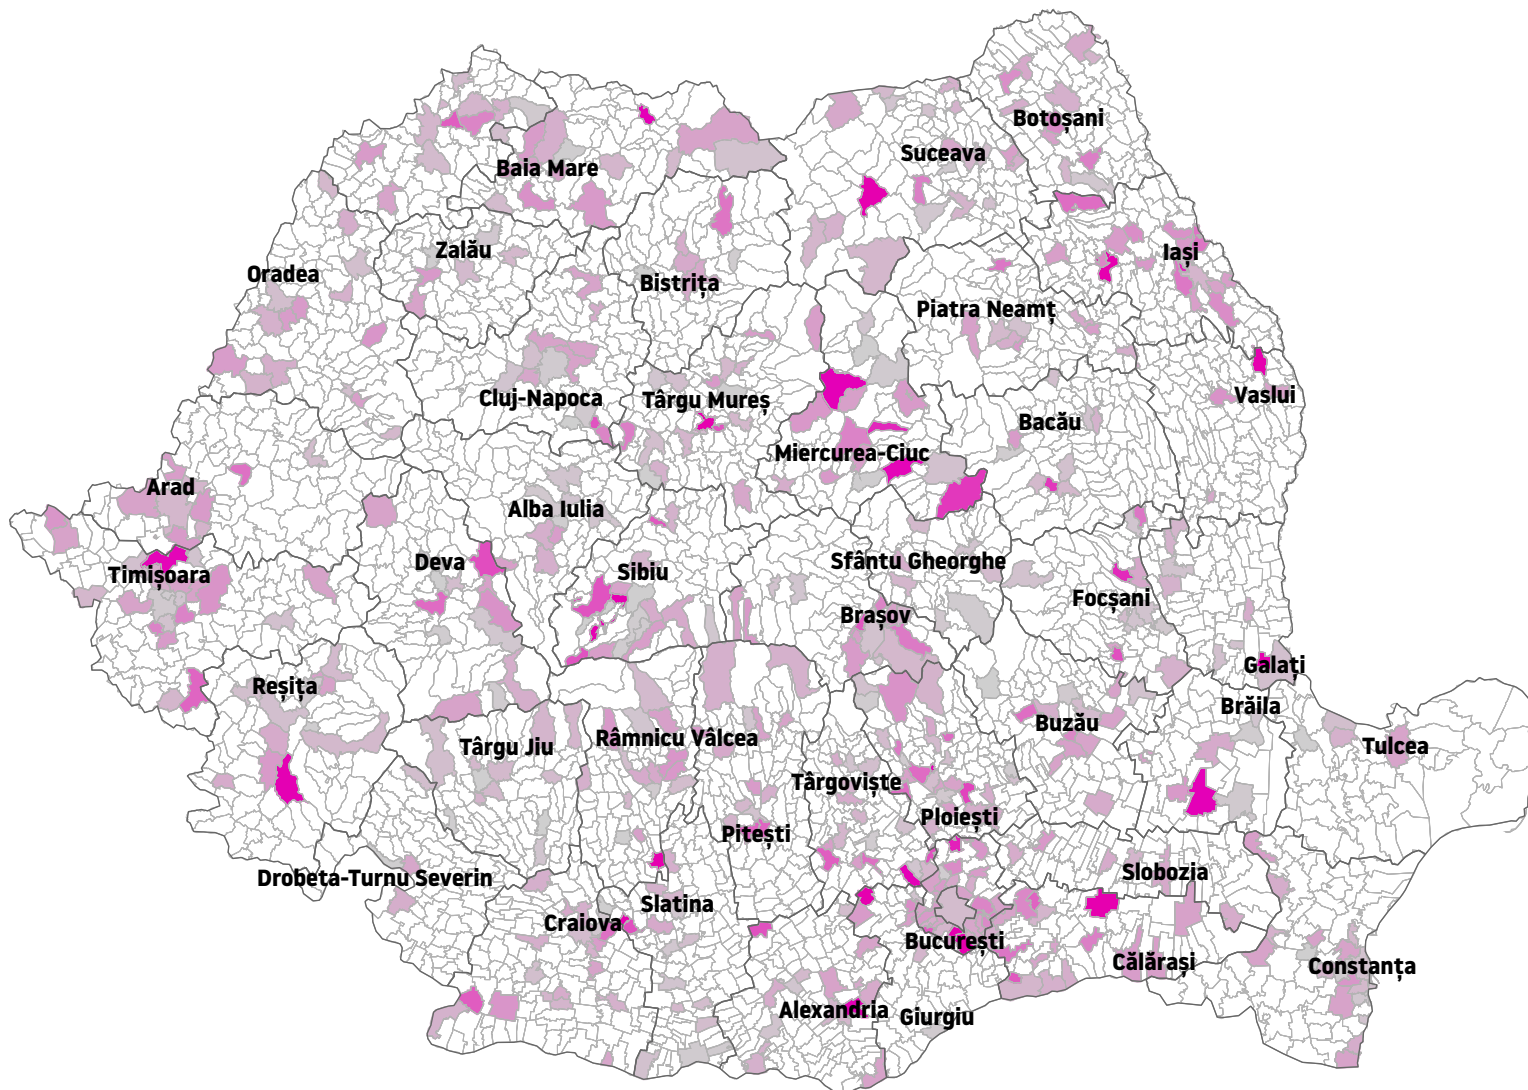 Botoșani
Suceava
Baia Mare
Zalău
Iași
Oradea
Bistrița
Piatra Neamț
Vaslui
Cluj-Napoca
Târgu Mureș
Bacău
Miercurea-Ciuc
Arad
Alba Iulia
Deva
Sfântu Gheorghe
Timișoara
Sibiu
Focșani
Brașov
Galați
Reșița
Brăila
Buzău
Râmnicu Vâlcea
Târgu Jiu
Tulcea
Târgoviște
Ploiești
Pitești
Slobozia
Drobeta-Turnu Severin
Slatina
Craiova
București
Călărași
Constanța
Alexandria
Giurgiu